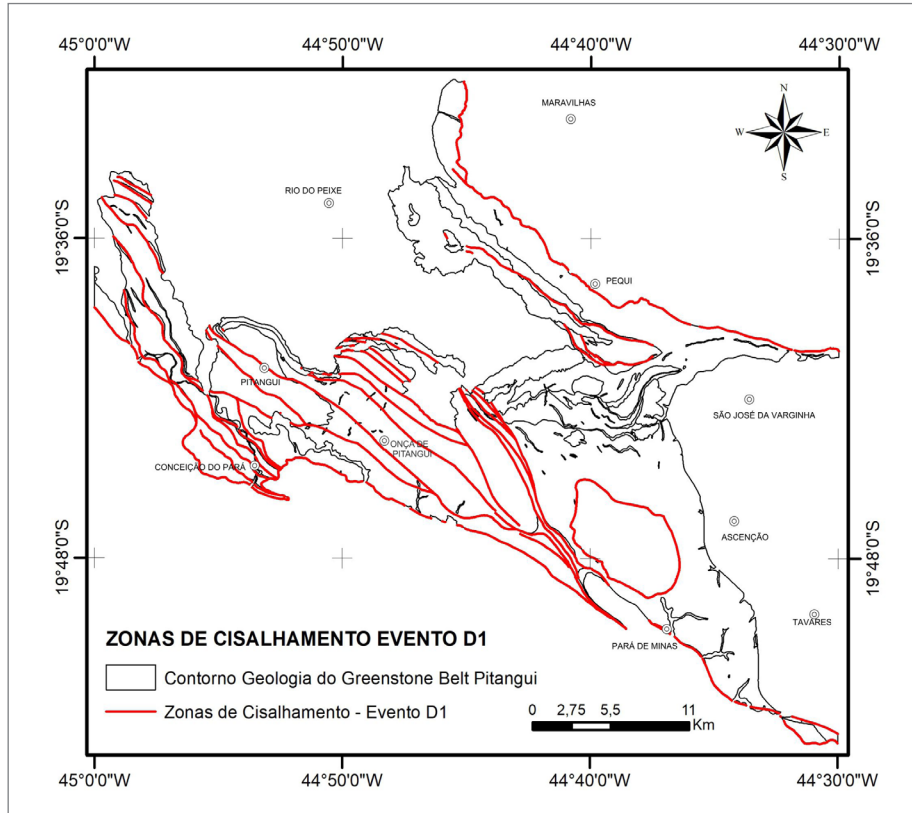 45°0'0"W 44°50'0"W 44°40'0"W 44°30'0"W
MARAVILHAS
N
W E
S
RIO DO PEIXE
19°36'0"S 19°36'0"S
PEQUI
PITANGUI
SÃO JOSÉ DA VARGINHA
ONÇA DE
PITANGUI
CONCEIÇÃO DO PARÁ
ASCENÇÃO
19°48'0"S 19°48'0"S
TAVARES
PARÁ DE MINAS
ZONAS DE CISALHAMENTO EVENTO D1
Contorno Geologia do Greenstone Belt Pitangui
Zonas de Cisalhamento - Evento D1
0 2,75 5,5 11
Km
45°0'0"W 44°50'0"W 44°40'0"W 44°30'0"W